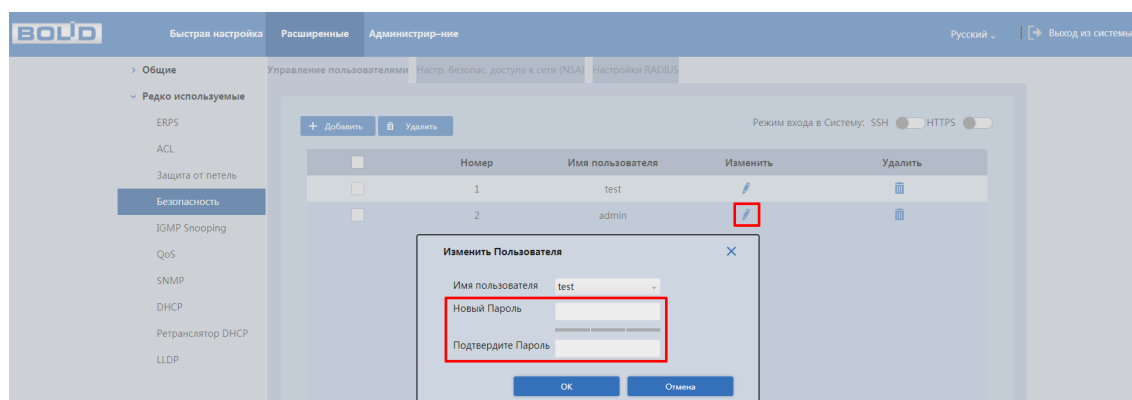 BOLID Быстрая настройка Расширенные Администрир-ние Русский Выход из системы
Общие
Управление пользователями Настр. безопас. доступа к сети (NSA) Настройки RADIUS
Редко используемые
ERPS
ACL
Защита от петель
Безопасность
IGMP Snooping
QoS
SNMP
DHCP
Ретранслятор DHCP
LLDP
+ Добавить Удалить Режим входа в Систему: SSH HTTPS
Номер Имя пользователя Изменить Удалить
1 test
2 admin
Изменить Пользователя
Имя пользователя test
Новый Пароль
Подтвердите Пароль
ОК Отмена